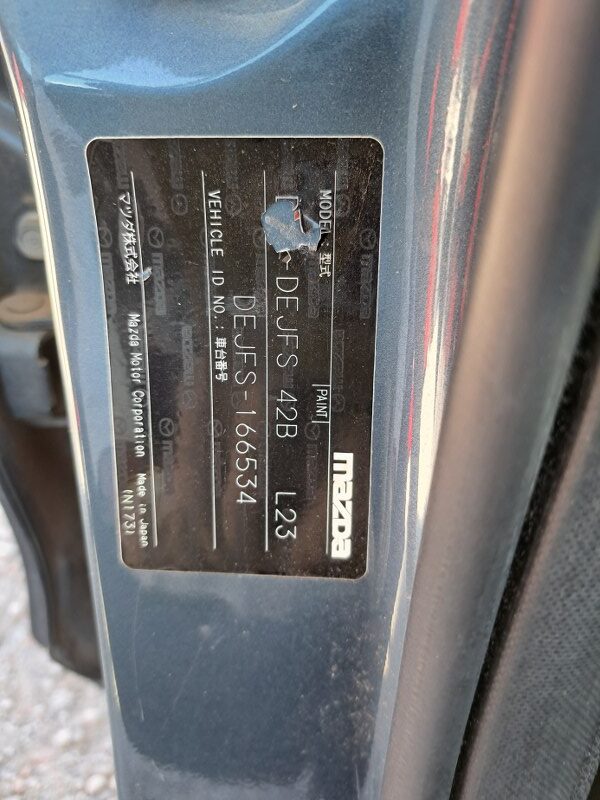 mazda
MODEL:型式 PAINT
-DEJFS 42B L23
VEHICLE ID NO.:車台番号
DEJFS-166534
マツダ株式会社 Mazda Motor Corporation Made in Japan
(N173)